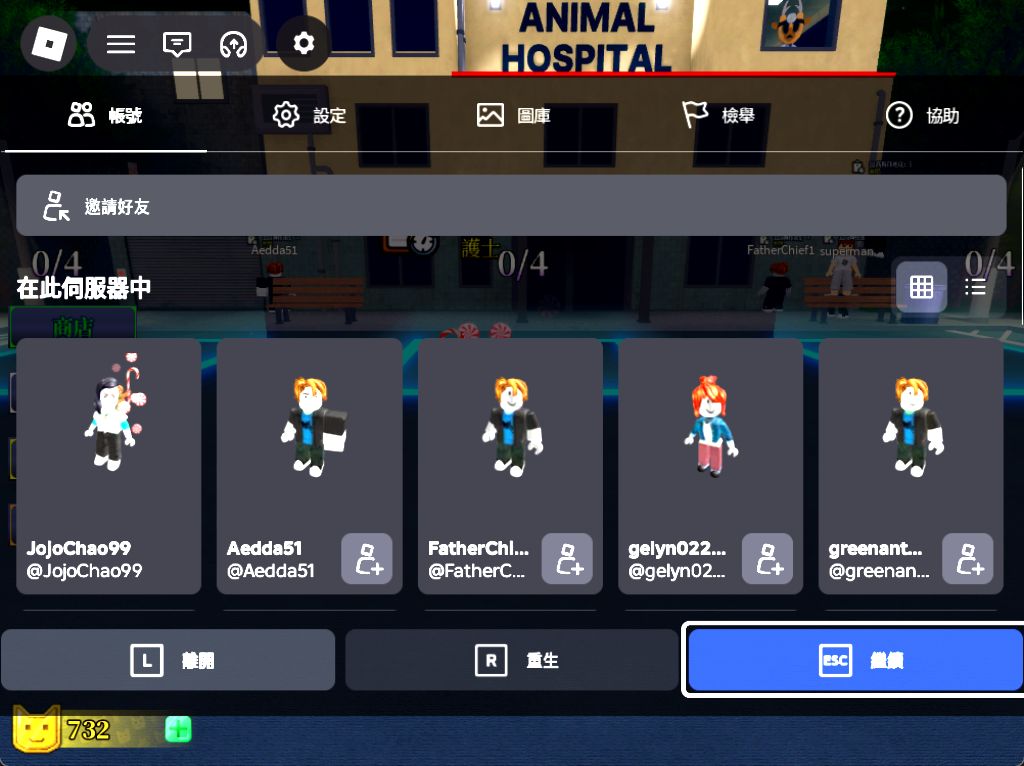 ANIMAL
HOSPITAL
帳號
設定
圖庫
檢舉
協助
邀請好友
Aedda51
護士
FatherChief1
superman...
0/4
0/4
0/4
在此伺服器中
商店
JojoChao99
@JojoChao99
Aedda51
@Aedda51
FatherChi...
@FatherC...
gelyn022...
@gelyn02...
greenant...
@greenan...
L 離開
R 重生
ESC 繼續
732